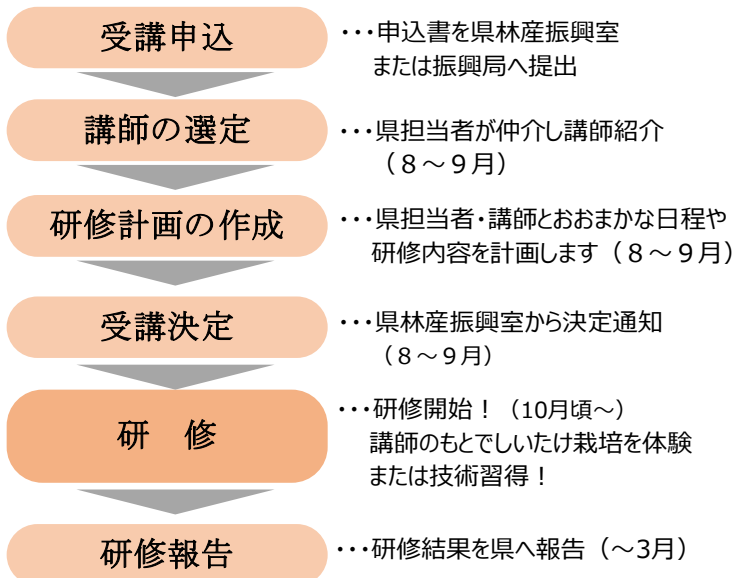 受講申込
･･･申込書を県林産振興室
または振興局へ提出
講師の選定
･･･県担当者が仲介し講師紹介
（８～９月）
研修計画の作成
･･･県担当者・講師とおおまかな日程や
研修内容を計画します（８～９月）
受講決定
･･･県林産振興室から決定通知
（８～９月）
研　修
･･･研修開始！（10月頃～）
講師のもとでしいたけ栽培を体験
または技術習得！
研修報告
･･･研修結果を県へ報告（～3月）